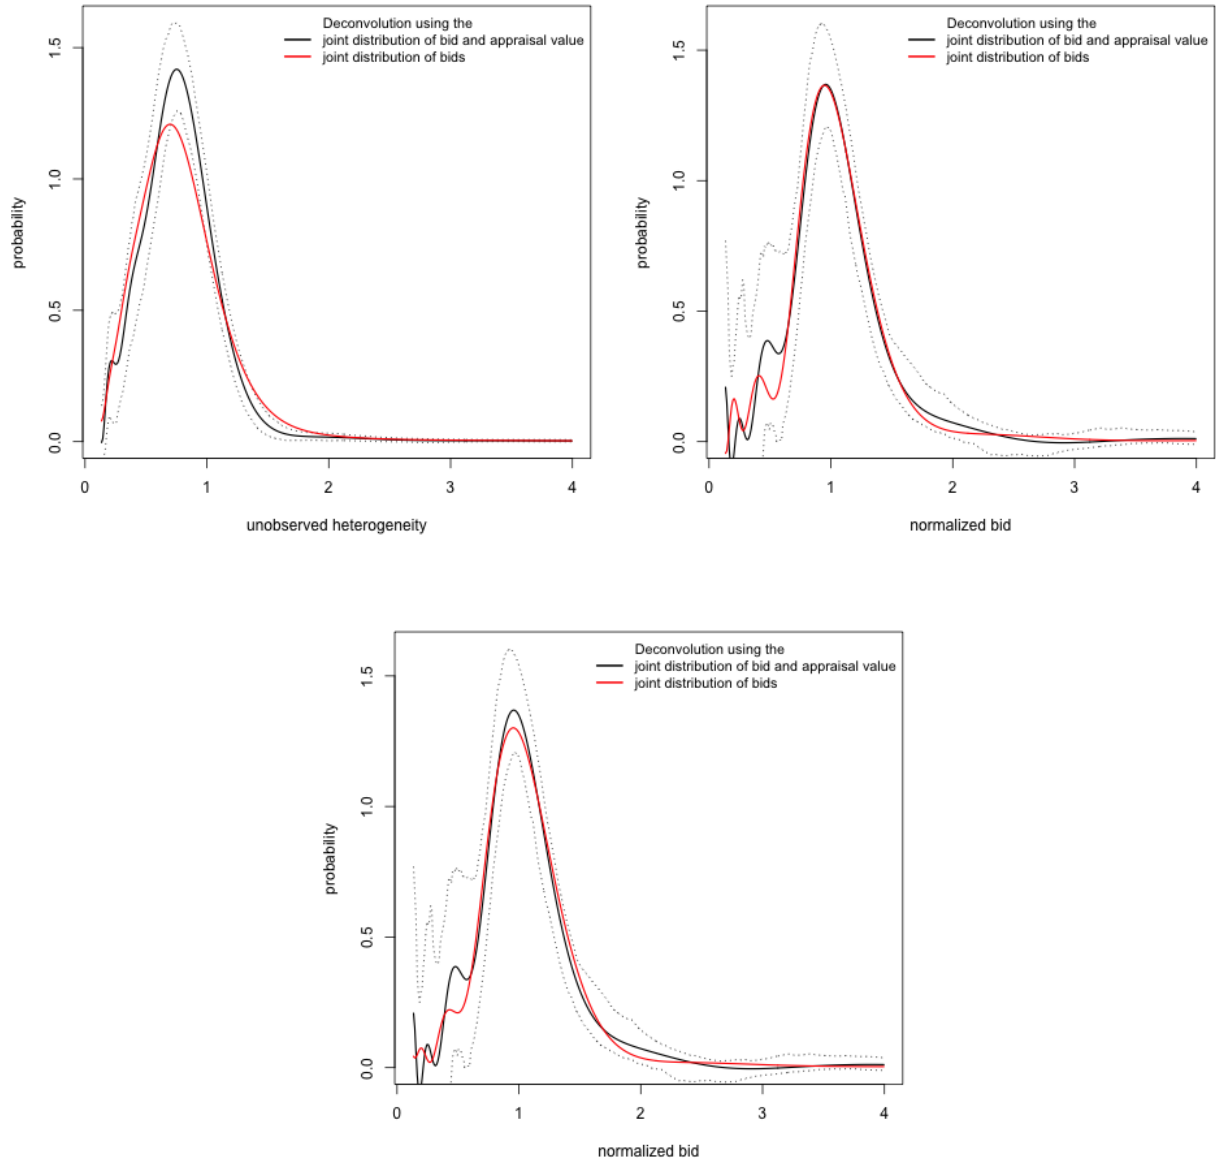 Deconvolution using the
joint distribution of bid and appraisal value
joint distribution of bids
probability
0.0
0.5
1.0
1.5
0 1 2 3 4
unobserved heterogeneity
Deconvolution using the
joint distribution of bid and appraisal value
joint distribution of bids
probability
0.0
0.5
1.0
1.5
0 1 2 3 4
normalized bid
Deconvolution using the
joint distribution of bid and appraisal value
joint distribution of bids
probability
0.0
0.5
1.0
1.5
0 1 2 3 4
normalized bid